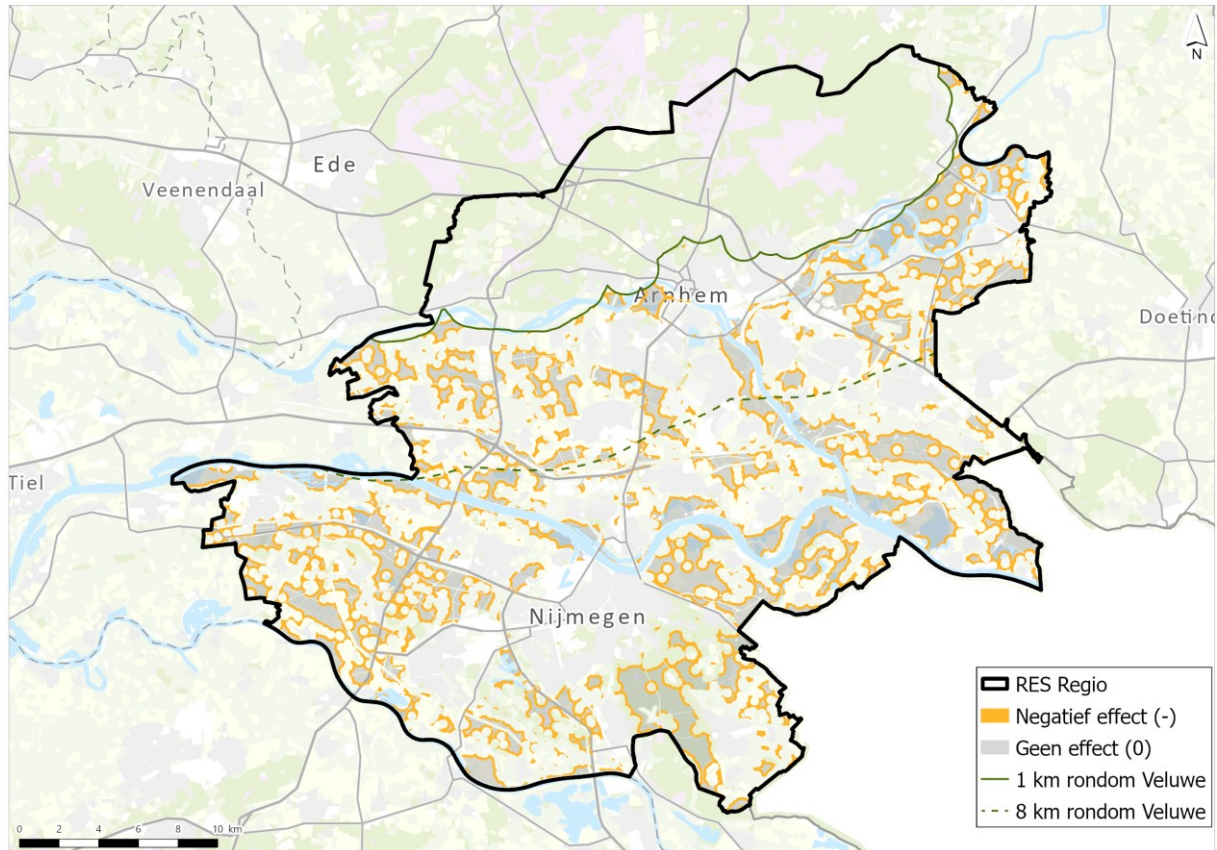 N
Ede
Veenendaal
Arnhem
Doetinc
Tiel
Nijmegen
RES Regio
Negatief effect (-)
Geen effect (0)
1 km rondom Veluwe
8 km rondom Veluwe
0 2 4 6 8 10 km